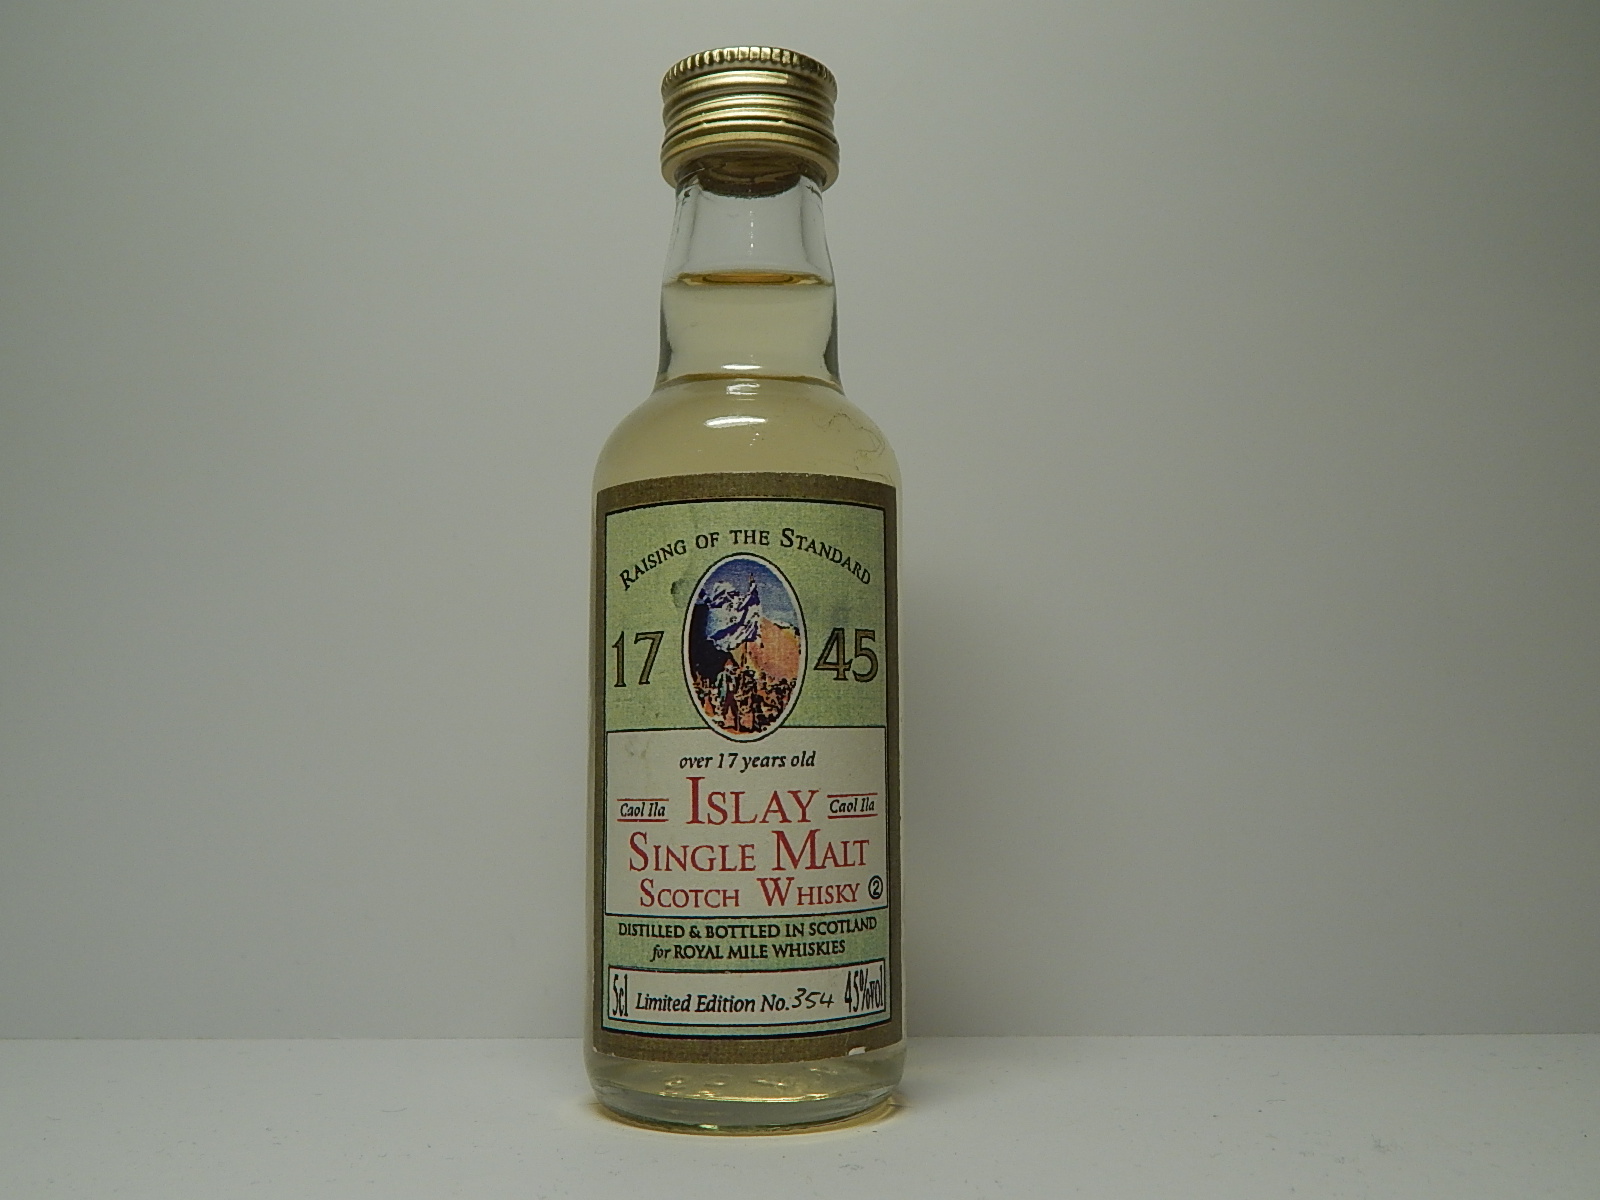 Raising of the Standard
17 45
over 17 years old
Caol Ila Islay Caol Ila
Single Malt
Scotch Whisky ②
DISTILLED & BOTTLED IN SCOTLAND
for ROYAL MILE WHISKIES
5cl Limited Edition No. 354 45%vol